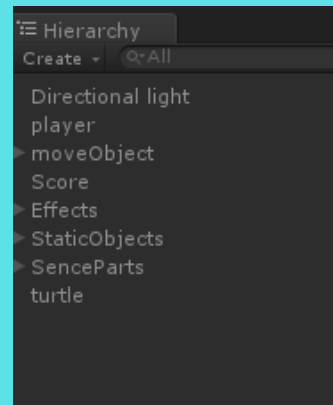 Hierarchy
Create All
Directional light
player
moveObject
Score
Effects
StaticObjects
SenceParts
turtle